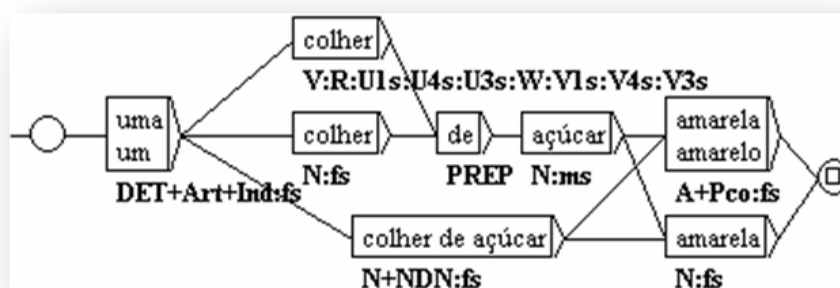 colher
V:R:U1s:U4s:U3s:W:V1s:V4s:V3s
uma
um
DET+Art+Ind:fs
colher
N:fs
de
PREP
açúcar
N:ms
amarela
amarelo
A+Pco:fs
colher de açúcar
N+NDN:fs
amarela
N:fs